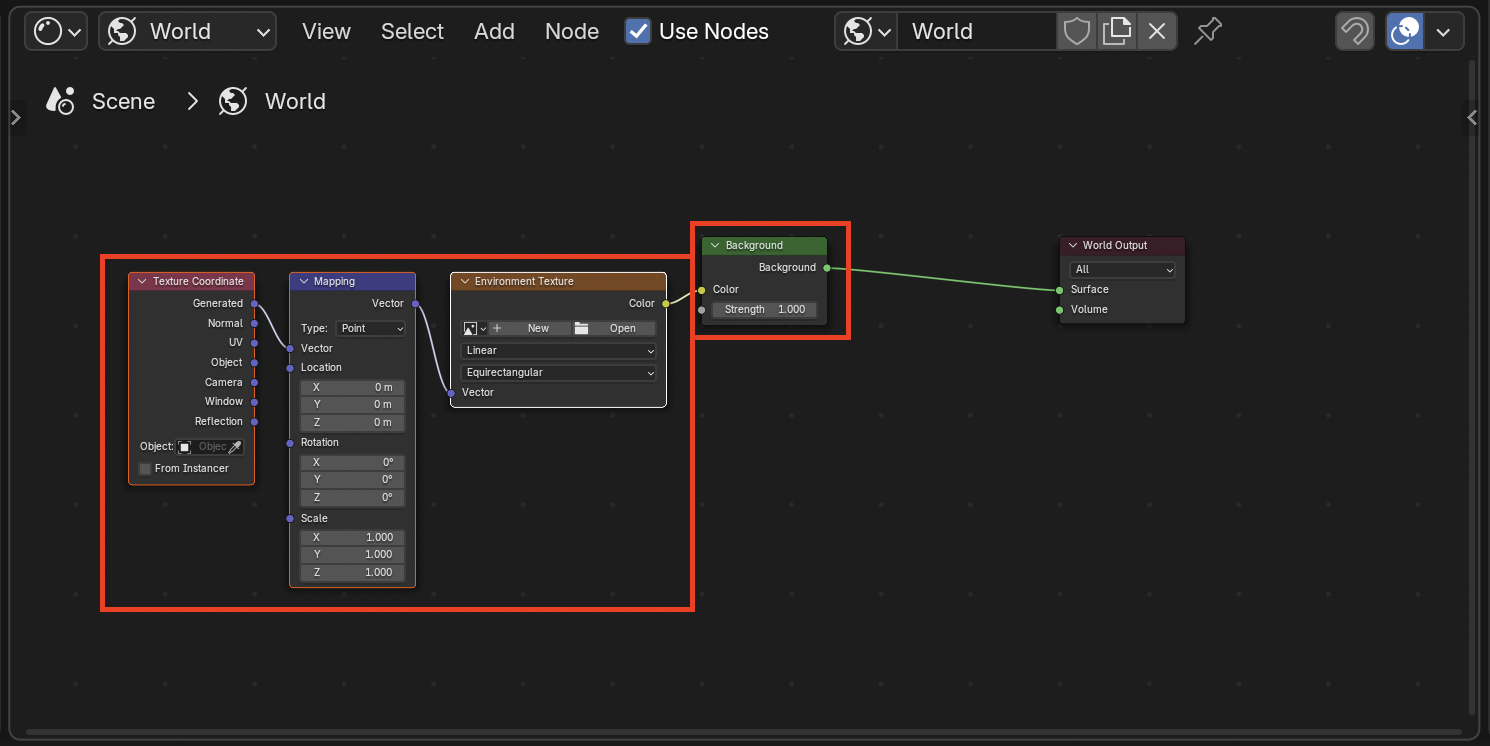 World View Select Add Node Use Nodes World
Scene World
Texture Coordinate
Generated
Normal
UV
Object
Camera
Window
Reflection
Object: Objec
From Instancer
Mapping
Vector
Type: Point
Vector
Location
X 0 m
Y 0 m
Z 0 m
Rotation
X 0°
Y 0°
Z 0°
Scale
X 1.000
Y 1.000
Z 1.000
Environment Texture
Color
New Open
Linear
Equirectangular
Vector
Background
Background
Color
Strength 1.000
World Output
All
Surface
Volume